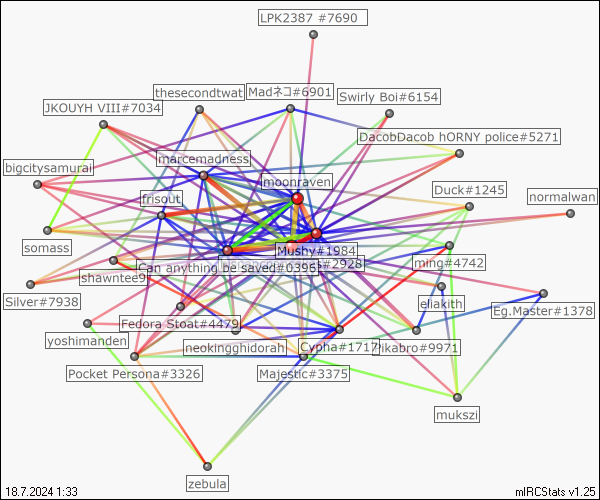 LPK2387 #7690
thesecondtwat
Madネコ#6901
Swirly Boi#6154
JKOUYH VIII#7034
DacobDacob hORNY police#5271
marcemadness
bigcitysamurai
moonraven
Duck#1245
normalwan
frisout
somass
Mushy#1984
Can anything be saved#0396
#2928
ming#4742
shawntee9
Silver#7938
eliakith
Eg.Master#1378
Fedora Stoat#4479
yoshimanden
neokingghidorah
Cypha#1717
Pikabro#9971
Pocket Persona#3326
Majestic#3375
mukszi
zebula
18.7.2024 1:33
mIRCStats v1.25